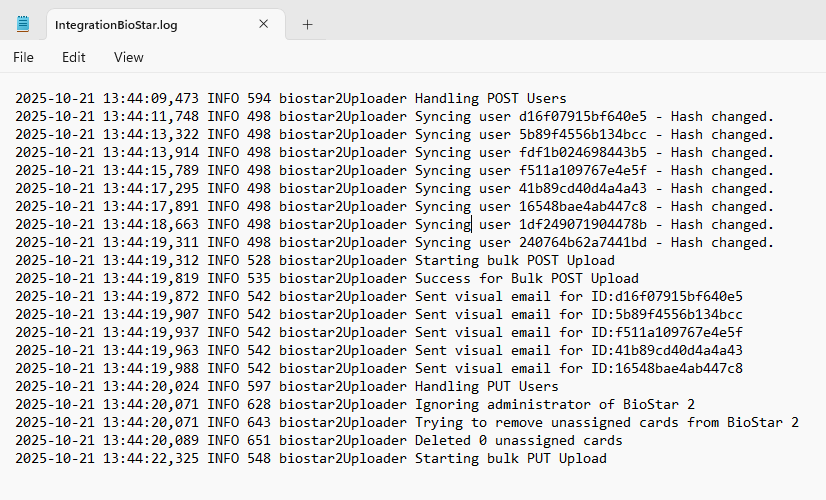 IntegrationBioStar.log
File Edit View
2025-10-21 13:44:09,473 INFO 594 biostar2Uploader Handling POST Users
2025-10-21 13:44:11,748 INFO 498 biostar2Uploader Syncing user d16f07915bf640e5 - Hash changed.
2025-10-21 13:44:13,322 INFO 498 biostar2Uploader Syncing user 5b89f4556b134bcc - Hash changed.
2025-10-21 13:44:13,914 INFO 498 biostar2Uploader Syncing user fdf1b024698443b5 - Hash changed.
2025-10-21 13:44:15,789 INFO 498 biostar2Uploader Syncing user f511a109767e4e5f - Hash changed.
2025-10-21 13:44:17,295 INFO 498 biostar2Uploader Syncing user 41b89cd40d4a4a43 - Hash changed.
2025-10-21 13:44:17,891 INFO 498 biostar2Uploader Syncing user 16548bae4ab447c8 - Hash changed.
2025-10-21 13:44:18,663 INFO 498 biostar2Uploader Syncing user 1df249071904478b - Hash changed.
2025-10-21 13:44:19,311 INFO 498 biostar2Uploader Syncing user 240764b62a7441bd - Hash changed.
2025-10-21 13:44:19,312 INFO 528 biostar2Uploader Starting bulk POST Upload
2025-10-21 13:44:19,819 INFO 535 biostar2Uploader Success for Bulk POST Upload
2025-10-21 13:44:19,872 INFO 542 biostar2Uploader Sent visual email for ID:d16f07915bf640e5
2025-10-21 13:44:19,907 INFO 542 biostar2Uploader Sent visual email for ID:5b89f4556b134bcc
2025-10-21 13:44:19,937 INFO 542 biostar2Uploader Sent visual email for ID:f511a109767e4e5f
2025-10-21 13:44:19,963 INFO 542 biostar2Uploader Sent visual email for ID:41b89cd40d4a4a43
2025-10-21 13:44:19,988 INFO 542 biostar2Uploader Sent visual email for ID:16548bae4ab447c8
2025-10-21 13:44:20,024 INFO 597 biostar2Uploader Handling PUT Users
2025-10-21 13:44:20,071 INFO 628 biostar2Uploader Ignoring administrator of BioStar 2
2025-10-21 13:44:20,071 INFO 643 biostar2Uploader Trying to remove unassigned cards from BioStar 2
2025-10-21 13:44:20,089 INFO 651 biostar2Uploader Deleted 0 unassigned cards
2025-10-21 13:44:22,325 INFO 548 biostar2Uploader Starting bulk PUT Upload